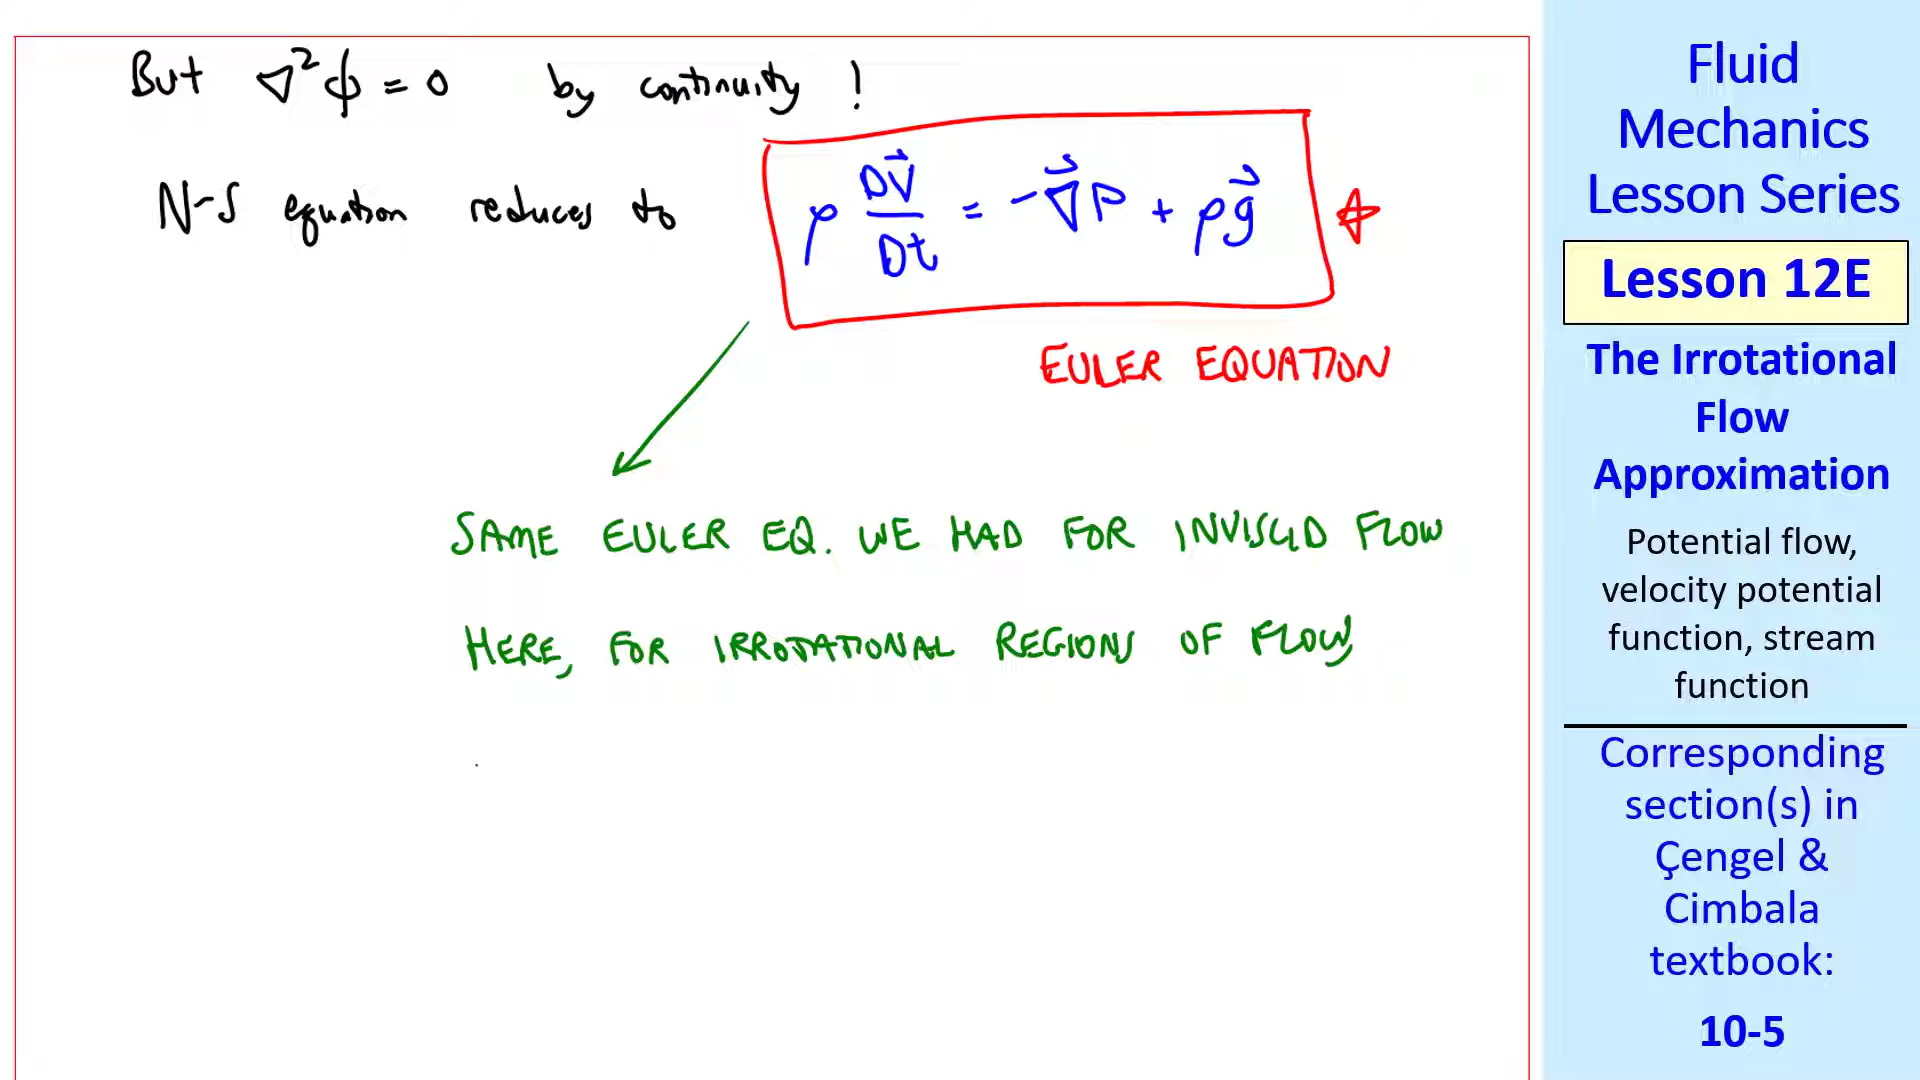 But ∇²ϕ = 0 by continuity !
N-S equation reduces to ρ DV⃗/Dt = -∇⃗P + ρg⃗
EULER EQUATION
SAME EULER EQ. WE HAD FOR INVISCID FLOW
HERE, FOR IRROTATIONAL REGIONS OF FLOW,
Fluid
Mechanics
Lesson Series
Lesson 12E
The Irrotational
Flow
Approximation
Potential flow,
velocity potential
function, stream
function
Corresponding
section(s) in
Çengel &
Cimbala
textbook:
10-5